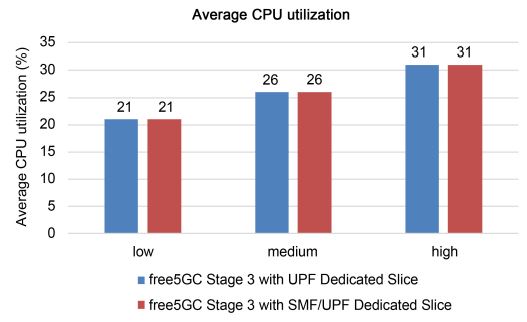 Average CPU utilization
Average CPU utilization (%)
35
30
25
20
15
10
5
0
21 21
26 26
31 31
low medium high
free5GC Stage 3 with UPF Dedicated Slice
free5GC Stage 3 with SMF/UPF Dedicated Slice